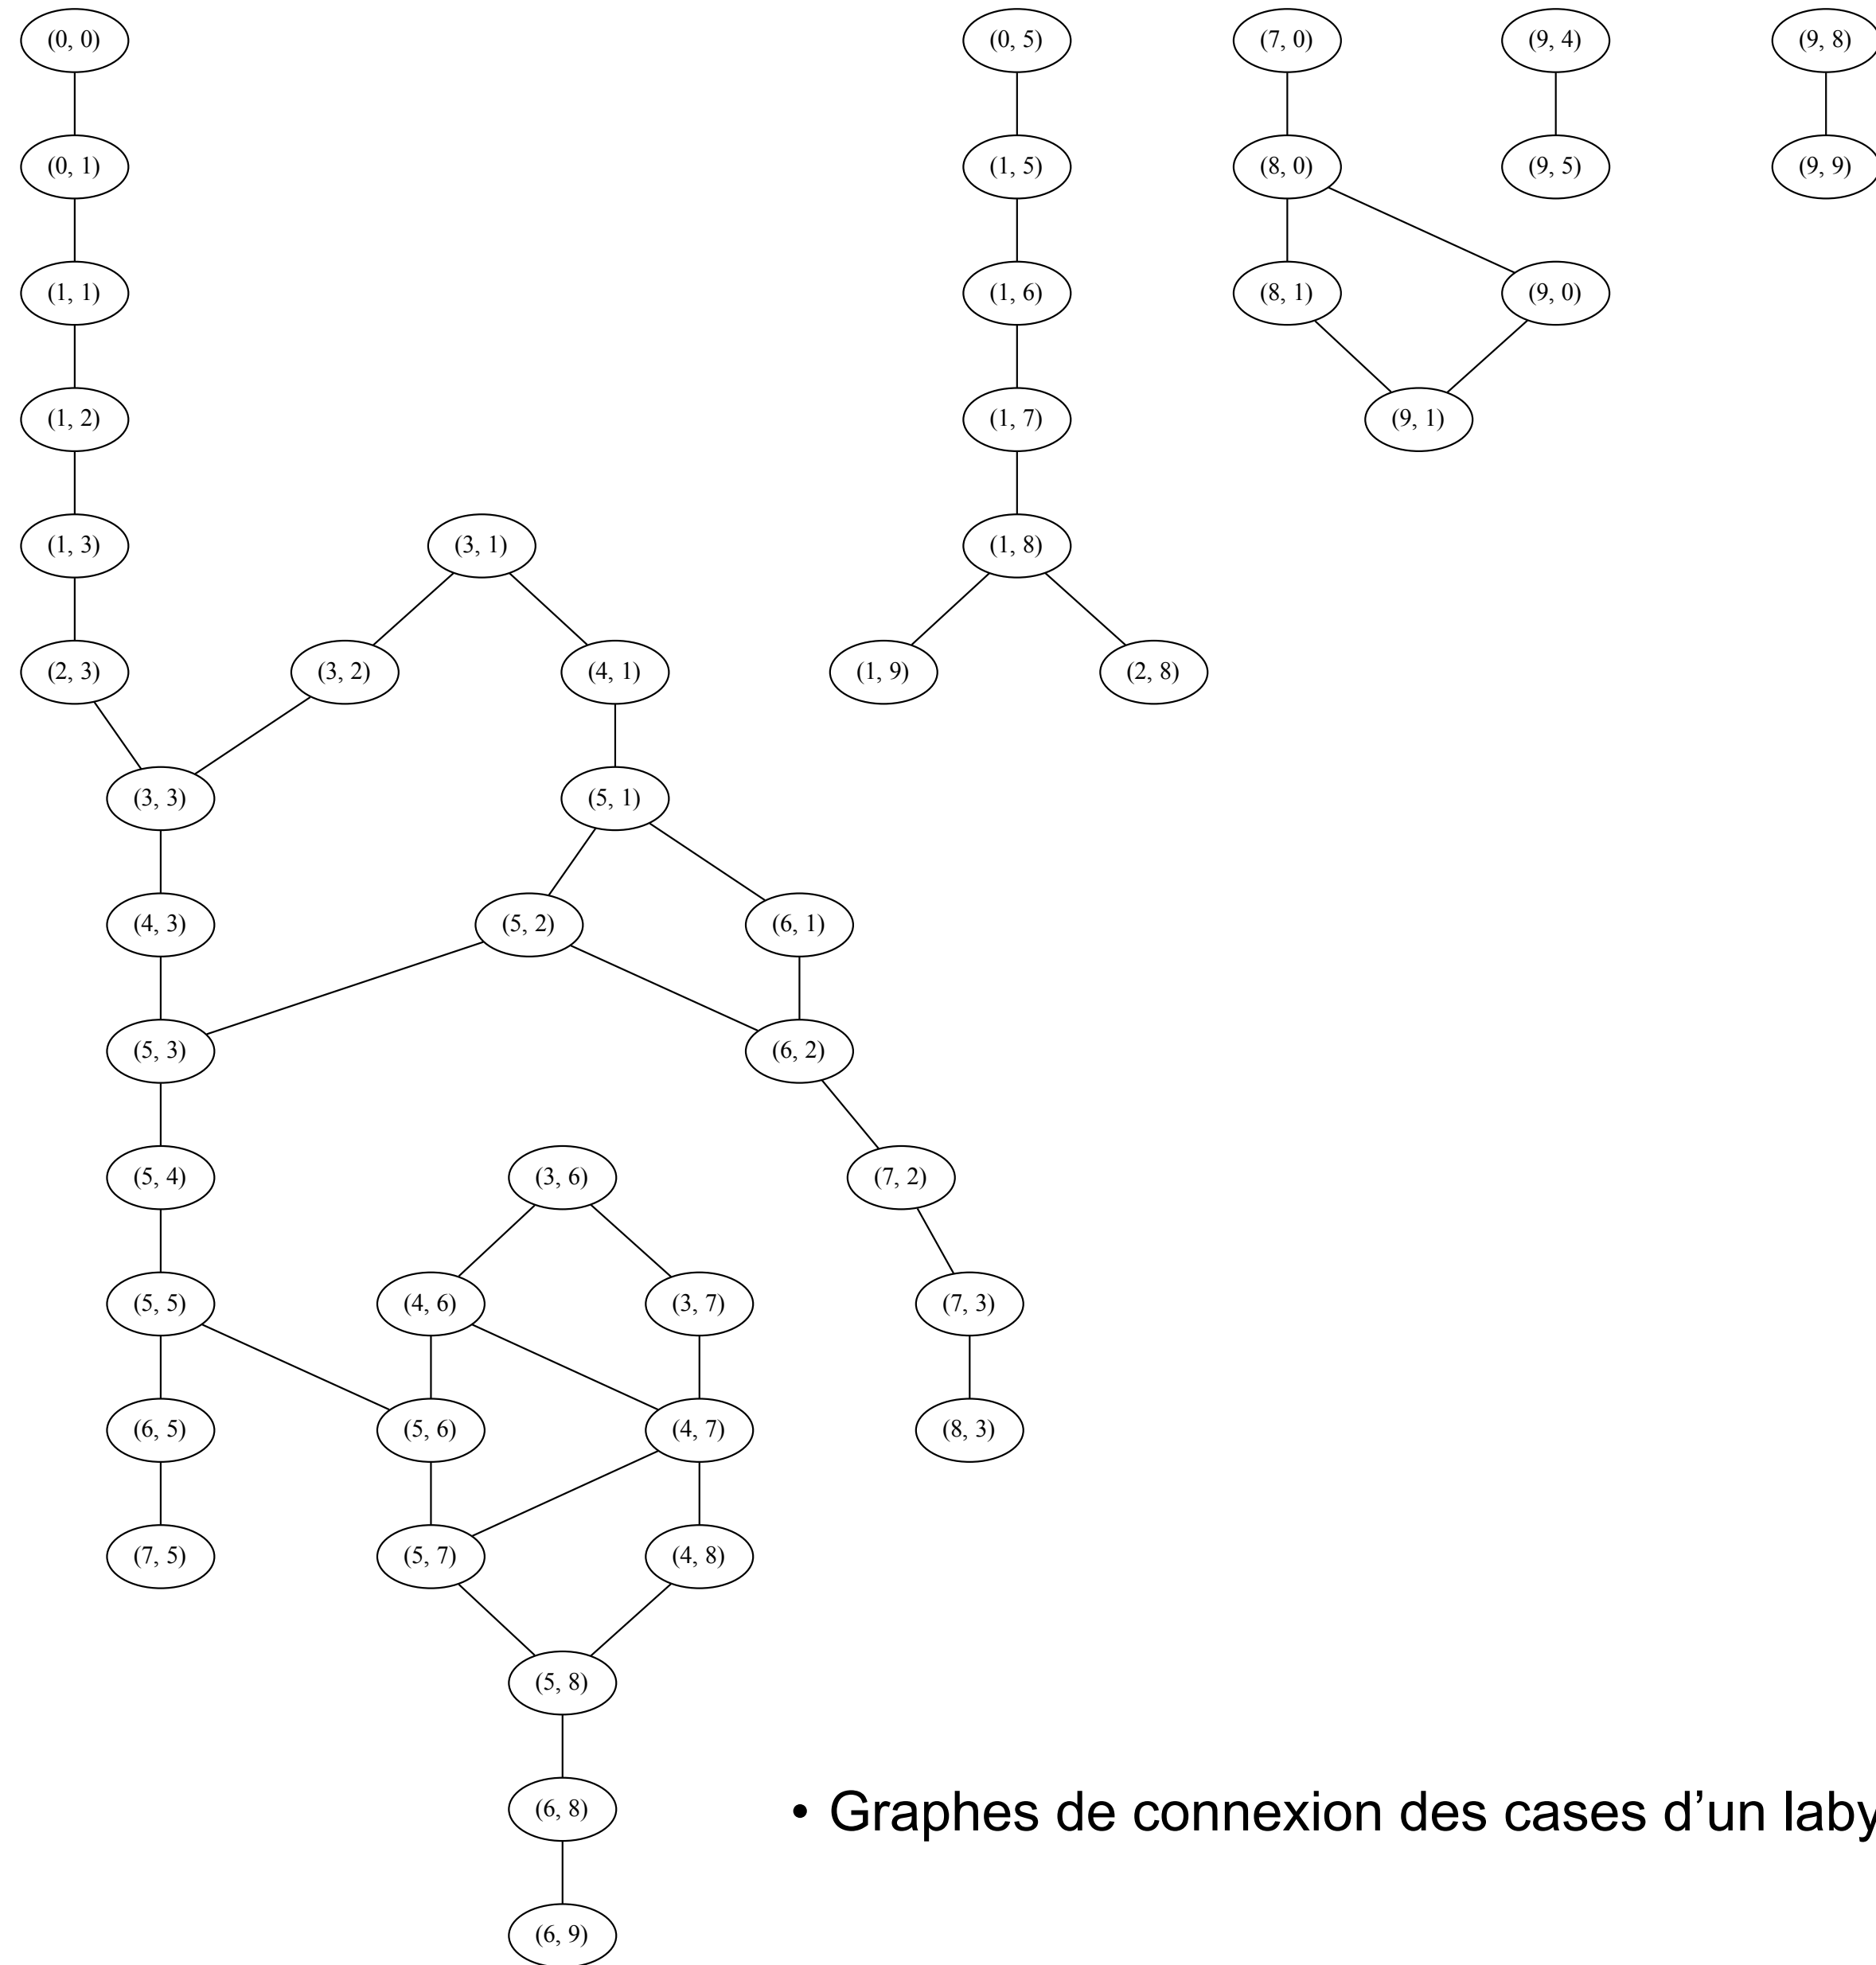 (0, 0) (0, 5) (7, 0) (9, 4) (9, 8)
(0, 1) (1, 5) (8, 0) (9, 5) (9, 9)
(1, 1) (1, 6) (8, 1) (9, 0)
(1, 2) (1, 7) (9, 1)
(1, 3) (3, 1) (1, 8)
(2, 3) (3, 2) (4, 1) (1, 9) (2, 8)
(3, 3) (5, 1)
(4, 3) (5, 2) (6, 1)
(5, 3) (6, 2)
(5, 4) (3, 6) (7, 2)
(5, 5) (4, 6) (3, 7) (7, 3)
(6, 5) (5, 6) (4, 7) (8, 3)
(7, 5) (5, 7) (4, 8)
(5, 8)
(6, 8)
• Graphes de connexion des cases d’un laby
(6, 9)